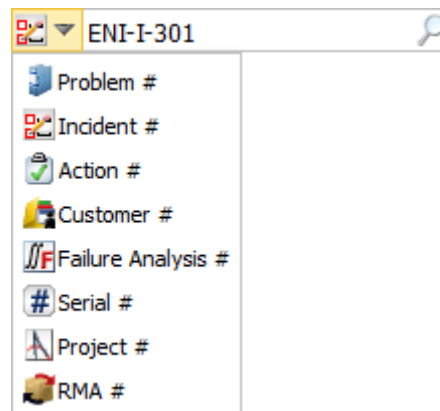 ENI-I-301
Problem #
Incident #
Action #
Customer #
Failure Analysis #
Serial #
Project #
RMA #